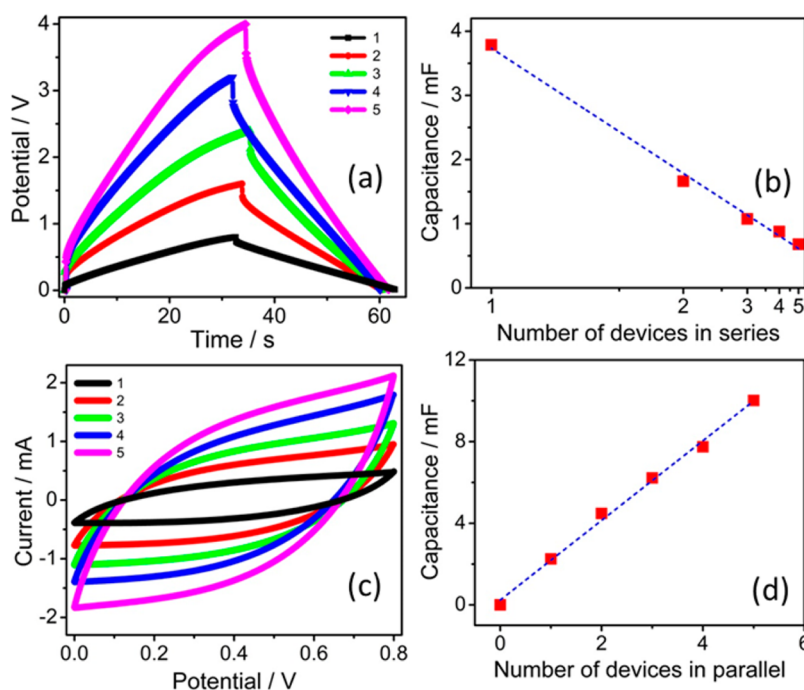 4
3
2
1
0
Potential / V
1
2
3
4
5
(a)
0 20 40 60
Time / s
4
3
2
1
0
Capacitance / mF
(b)
1 2 3 4 5
Number of devices in series
2
1
0
-1
-2
Current / mA
1
2
3
4
5
(c)
0.0 0.2 0.4 0.6 0.8
Potential / V
12
8
4
0
Capacitance / mF
(d)
0 2 4 6
Number of devices in parallel